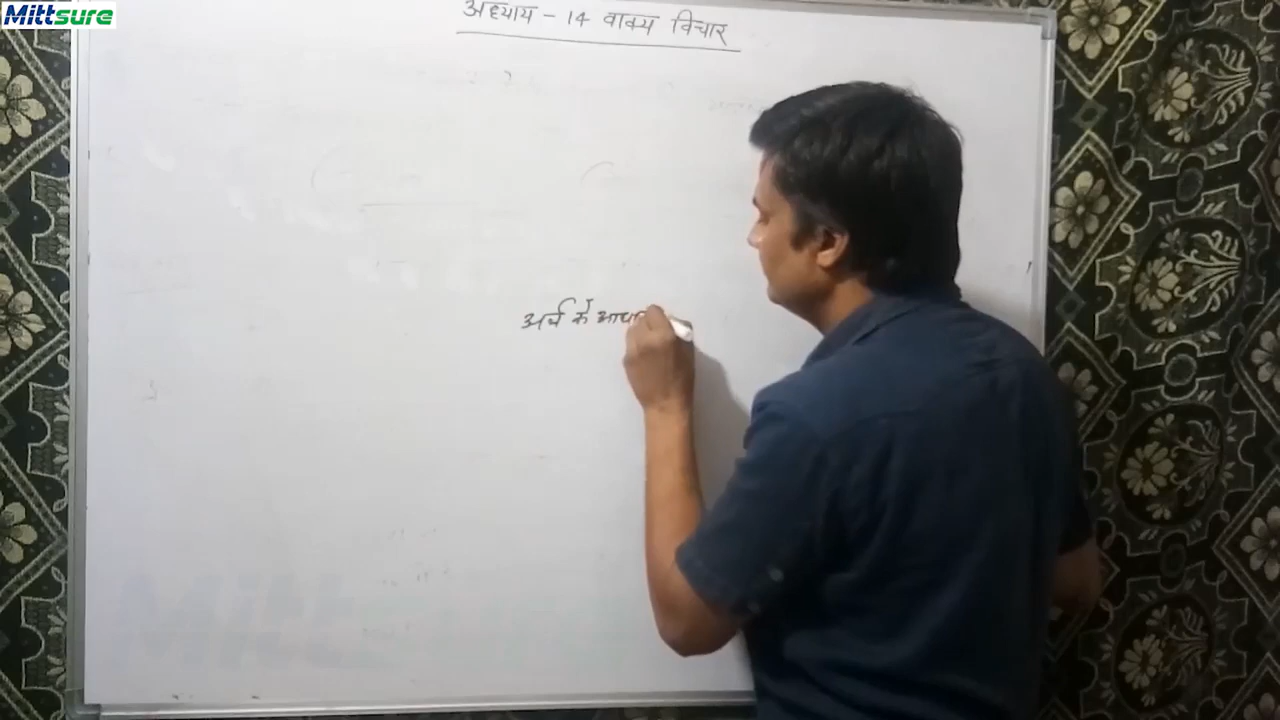 Mittsure
अध्याय - 14 वाक्य विचार
अर्थ के आधा